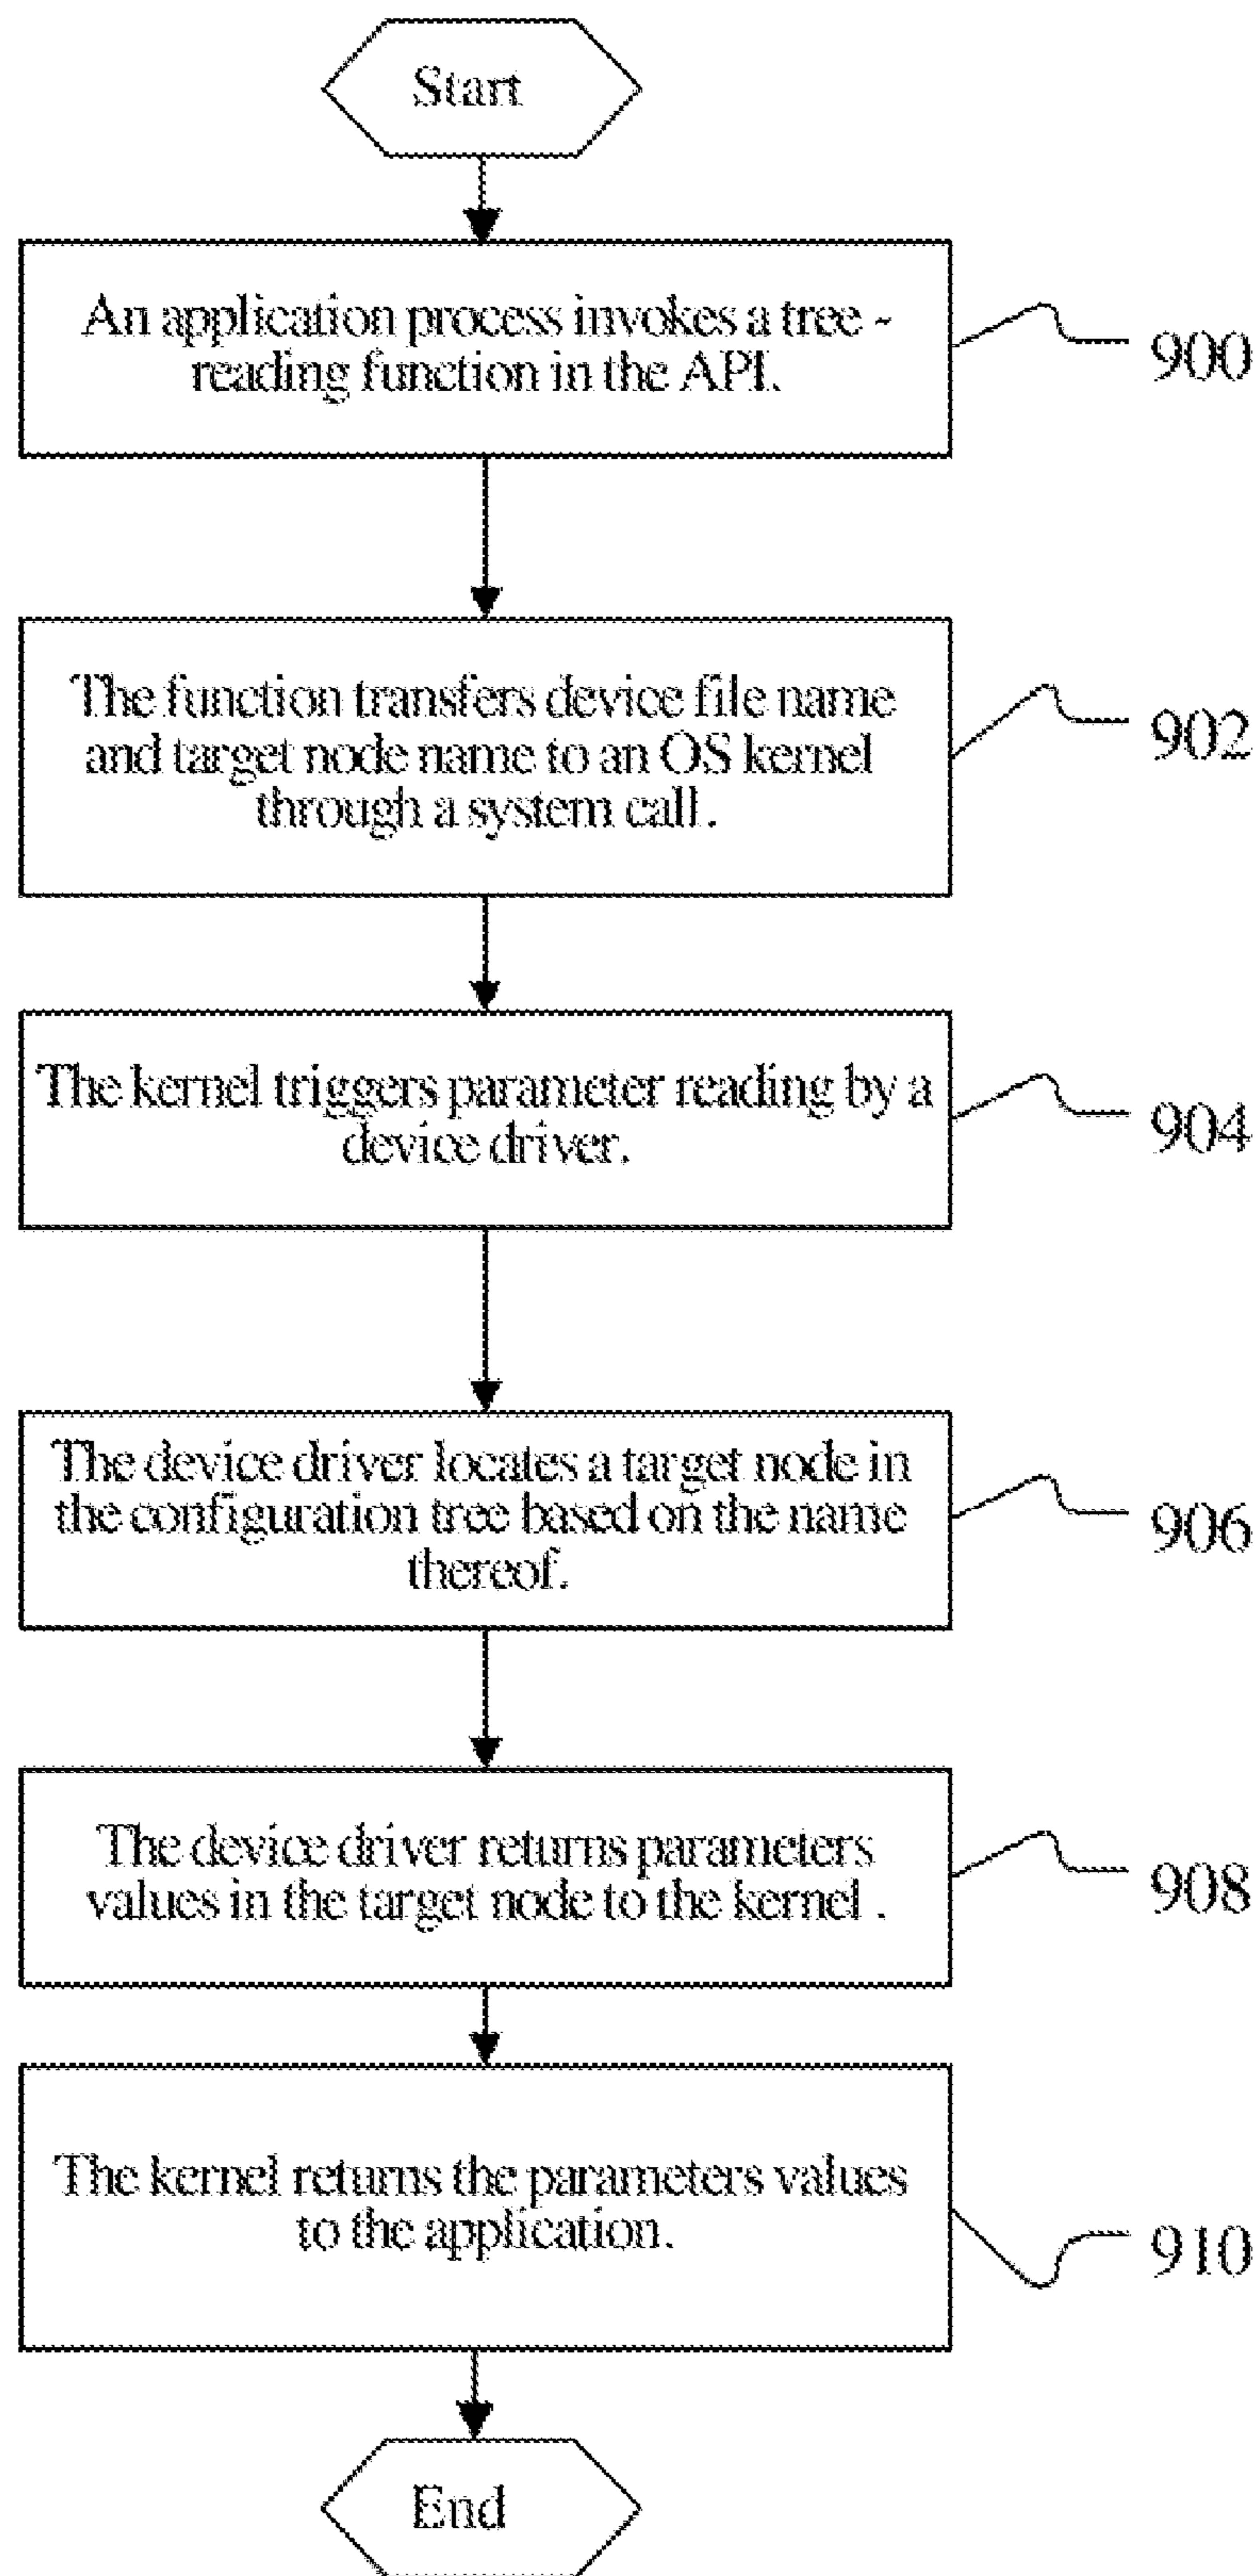 Start
An application process invokes a tree -
reading function in the API.
900
The function transfers device file name
and target node name to an OS kernel
through a system call .
902
The kernel triggers parameter reading by a
device driver.
904
The device driver locates a target node in
the configuration tree based on the name
thereof.
906
The device driver returns parameters
values in the target node to the kernel .
908
The kernel returns the parameters values
to the application.
910
End